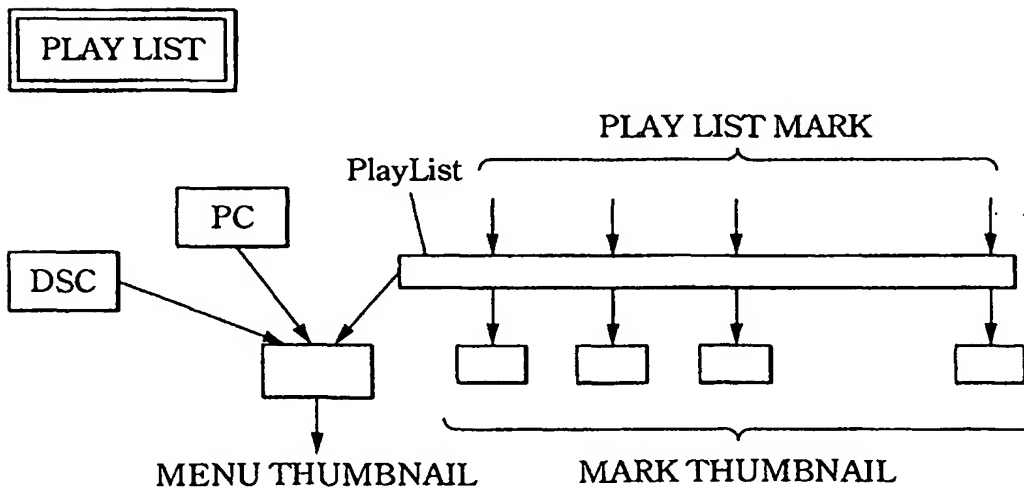 PLAY LIST
PLAY LIST MARK
PlayList
PC
DSC
MENU THUMBNAIL
MARK THUMBNAIL